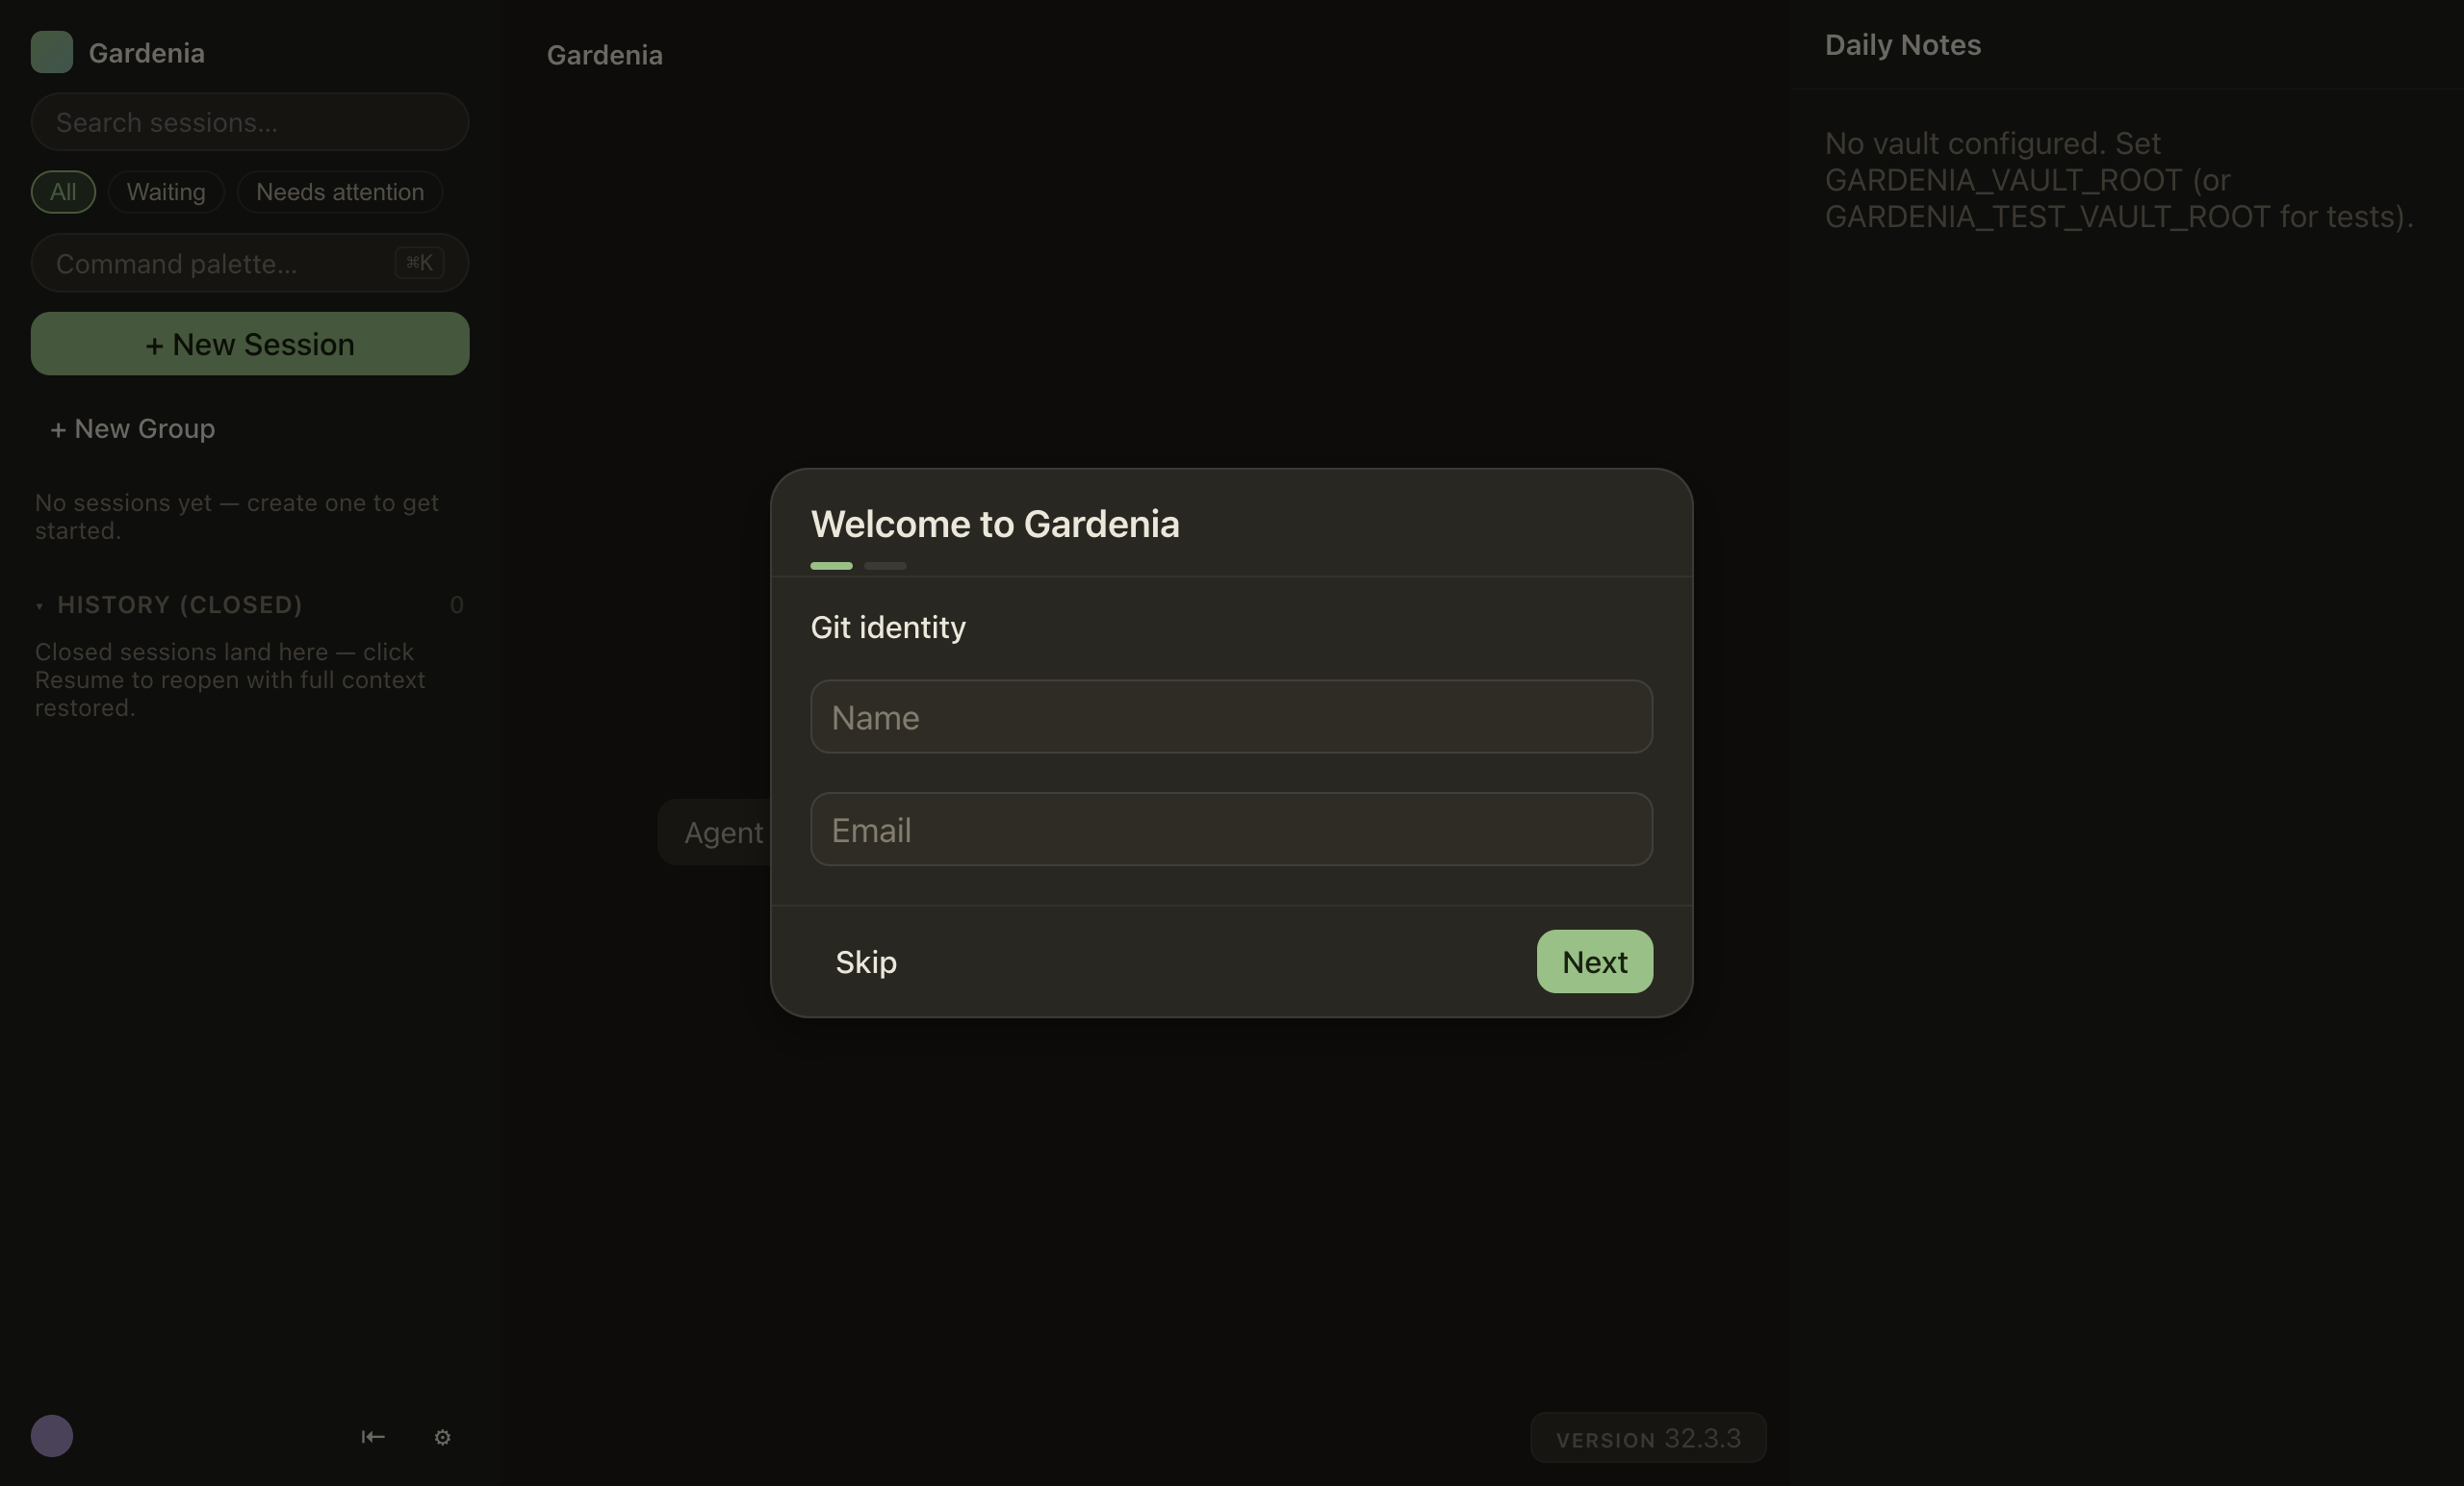 Gardenia
Search sessions...
All
Waiting
Needs attention
Command palette...
⌘K
+ New Session
+ New Group
No sessions yet — create one to get
started.
▾ HISTORY (CLOSED) 0
Closed sessions land here — click
Resume to reopen with full context
restored.
Gardenia
Agent
Welcome to Gardenia
Git identity
Name
Email
Skip
Next
VERSION 32.3.3
Daily Notes
No vault configured. Set
GARDENIA_VAULT_ROOT (or
GARDENIA_TEST_VAULT_ROOT for tests).